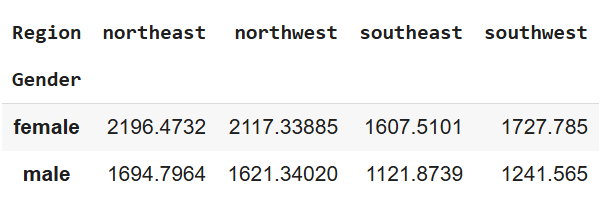 Region northeast northwest southeast southwest
Gender
female 2196.4732 2117.33885 1607.5101 1727.785
male 1694.7964 1621.34020 1121.8739 1241.565